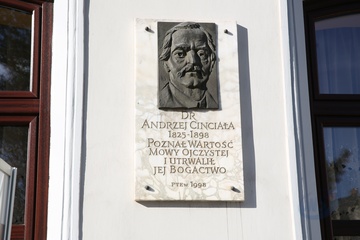 DR
ANDRZEJ CINCIAŁA
1825-1898
POZNAŁ WARTOŚĆ
MOWY OJCZYSTEJ
I UTRWALIŁ
JEJ BOGACTWO
PTEW 1998